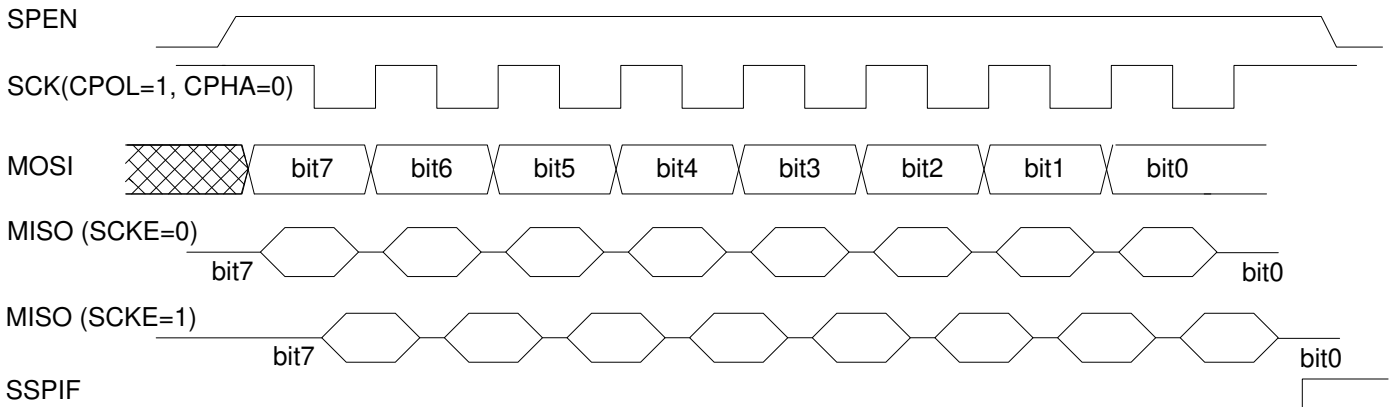 SPEN
SCK(CPOL=1, CPHA=0)
MOSI bit7 bit6 bit5 bit4 bit3 bit2 bit1 bit0
MISO (SCKE=0)
bit7 bit0
MISO (SCKE=1)
bit7 bit0
SSPIF